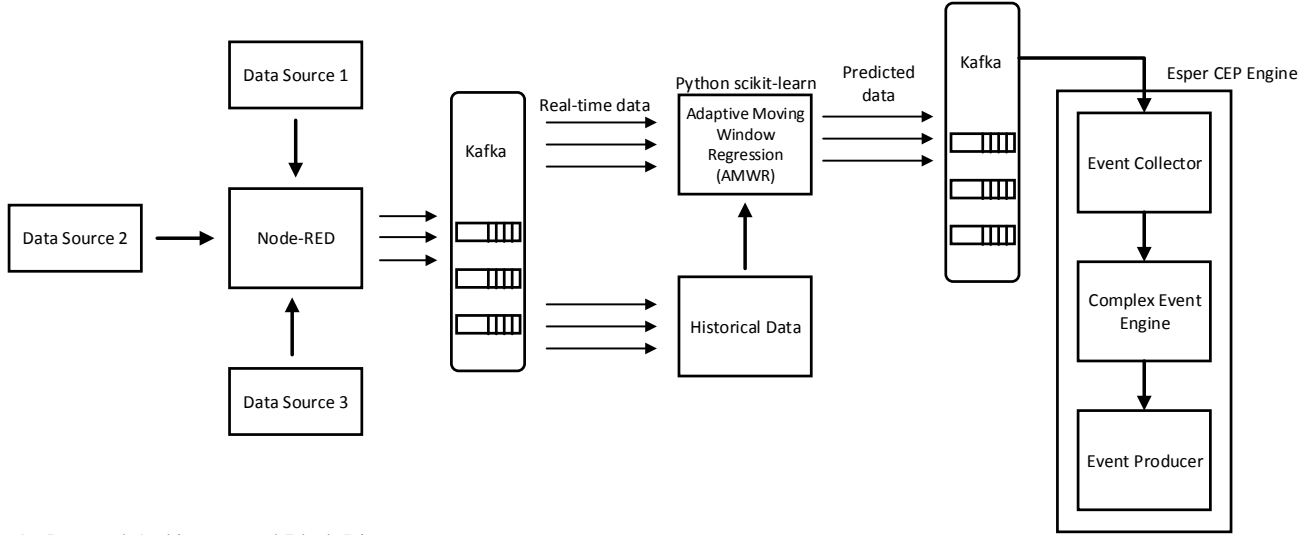 Data Source 1
Data Source 2
Node-RED
Data Source 3
Kafka
Real-time data
Python scikit-learn
Adaptive Moving
Window
Regression
(AMWR)
Historical Data
Predicted
data
Kafka
Esper CEP Engine
Event Collector
Complex Event
Engine
Event Producer